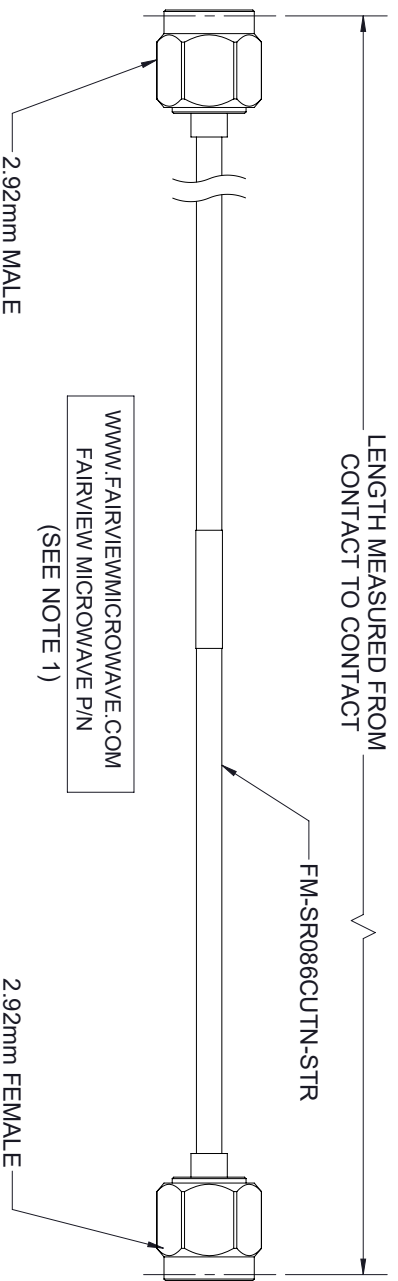 LENGTH MEASURED FROM
CONTACT TO CONTACT
FM-SR086CUTN-STR
2.92mm MALE
WWW.FAIRVIEWMICROWAVE.COM
FAIRVIEW MICROWAVE P/N
(SEE NOTE 1)
2.92mm FEMALE